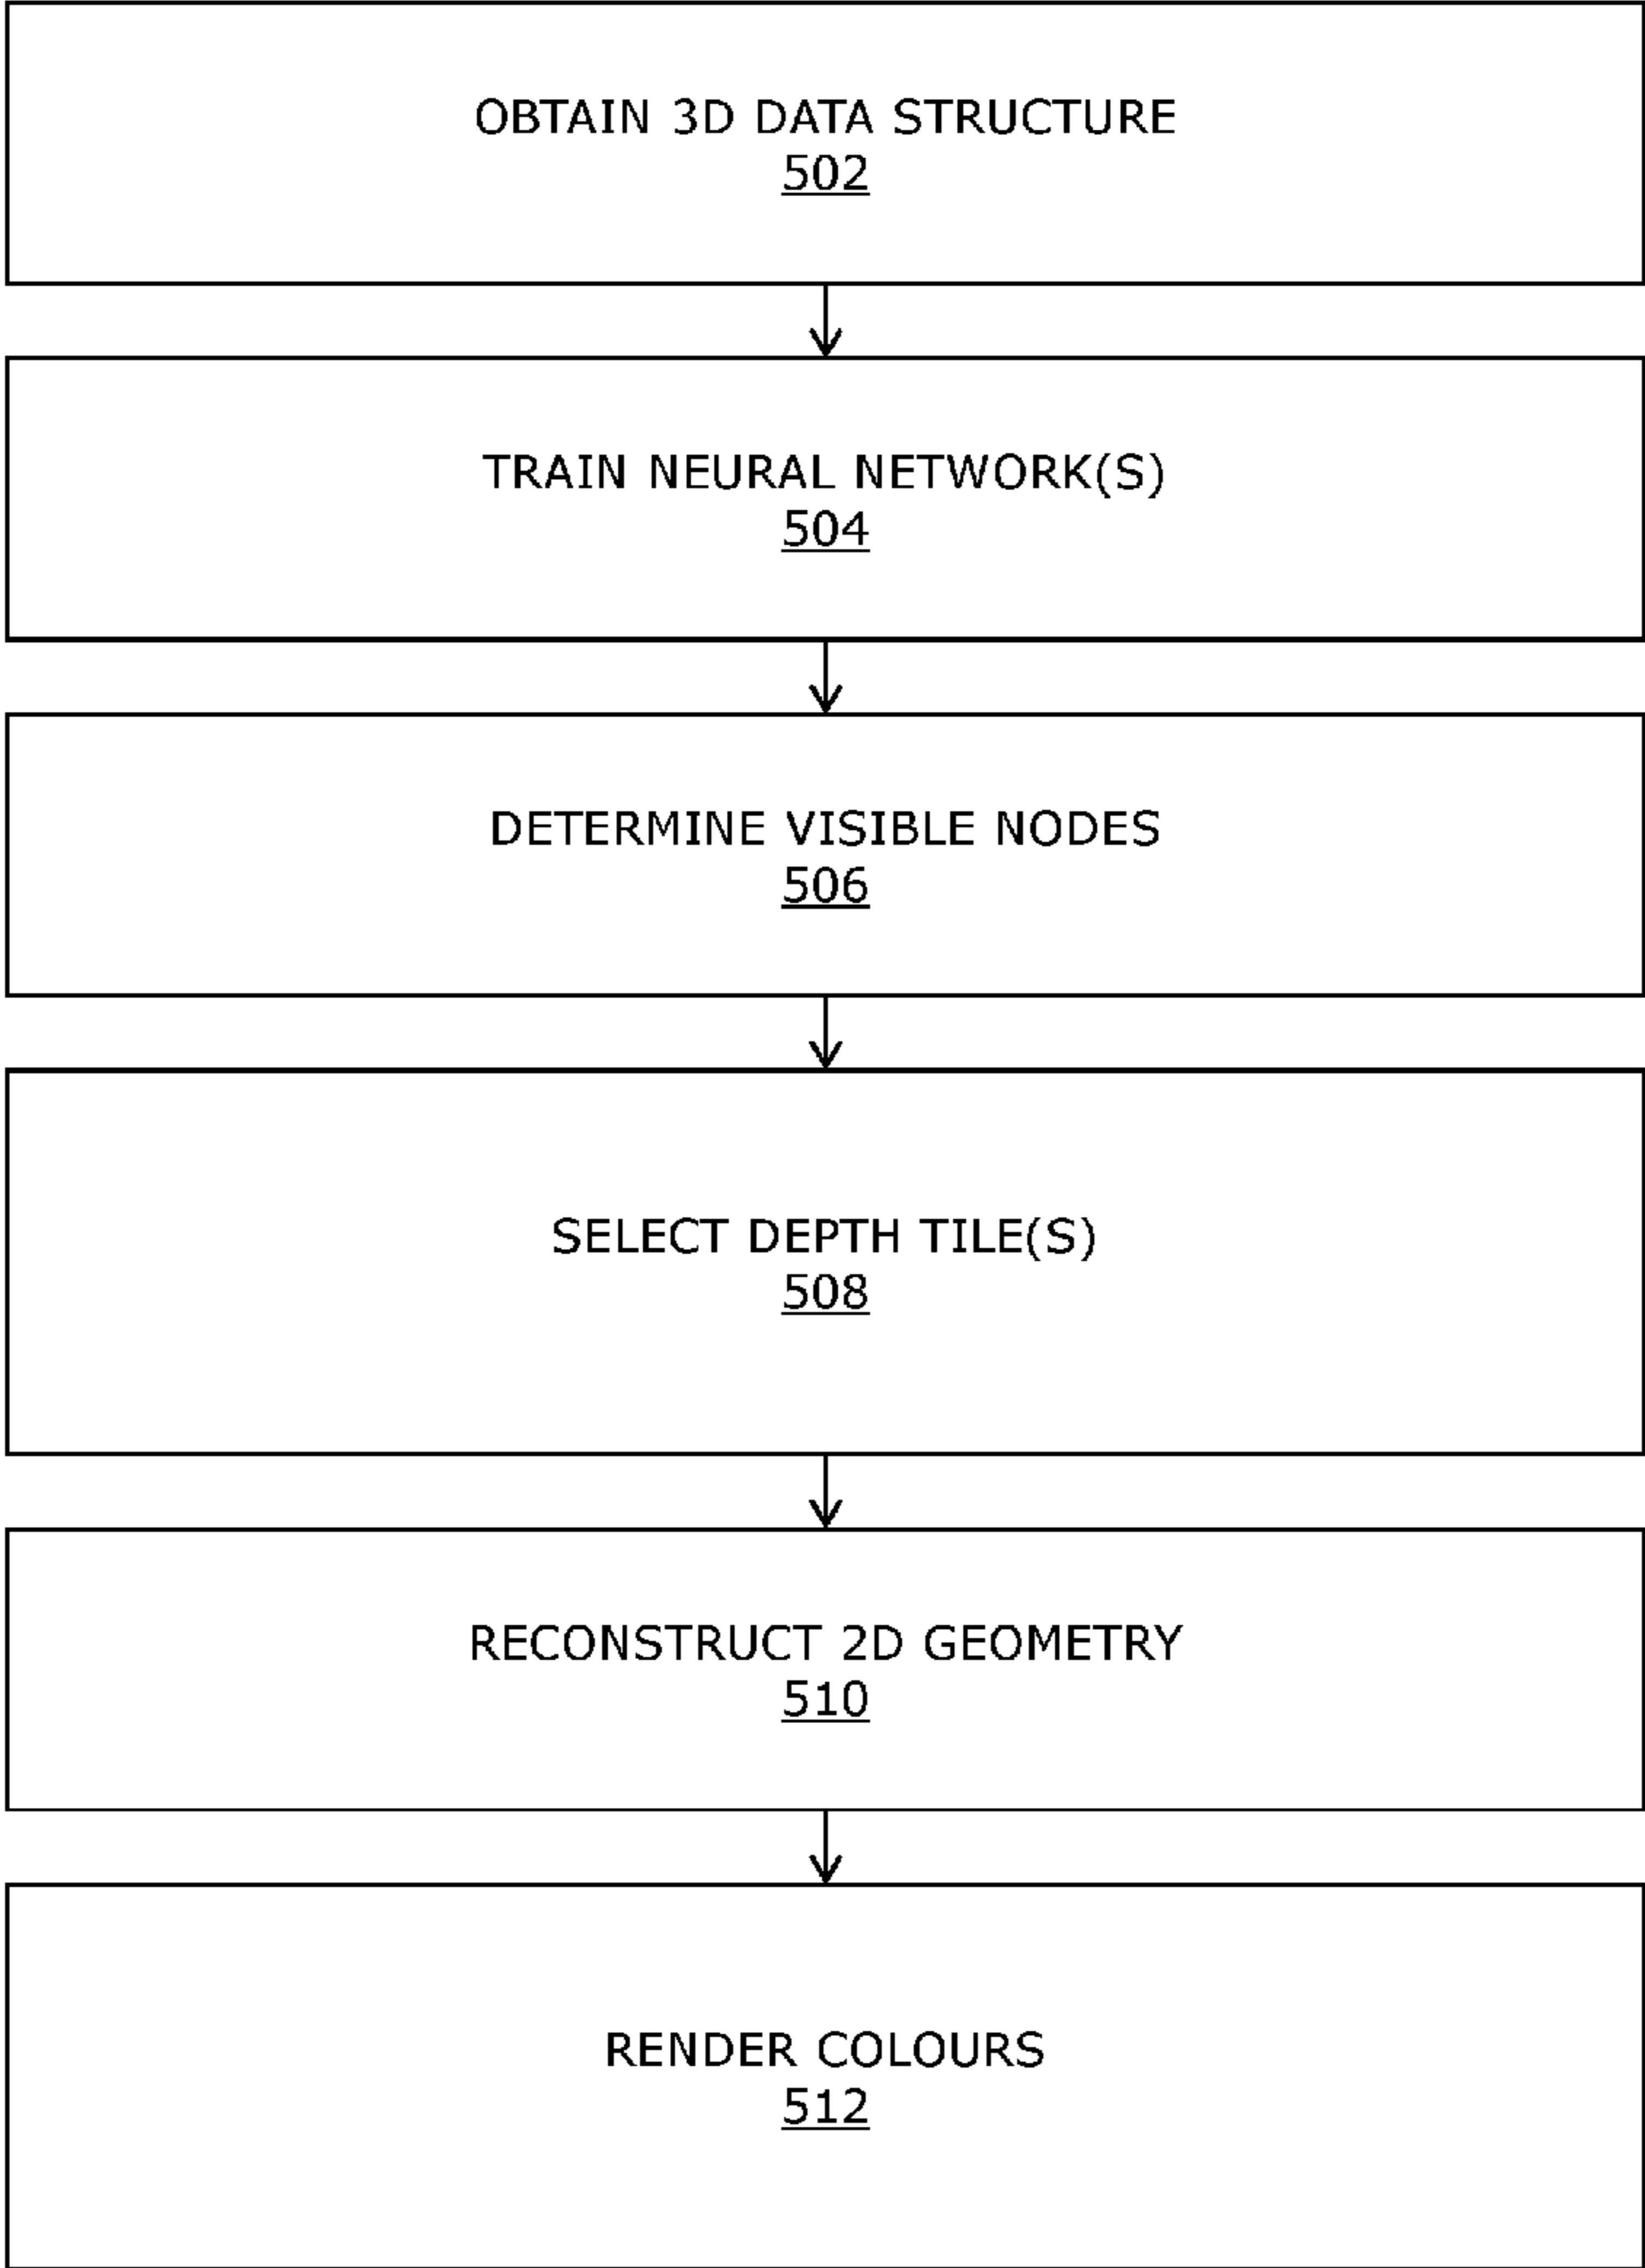 OBTAIN 3D DATA STRUCTURE
502
TRAIN NEURAL NETWORK(S)
504
DETERMINE VISIBLE NODES
506
SELECT DEPTH TILE(S)
508
RECONSTRUCT 2D GEOMETRY
510
RENDER COLOURS
512